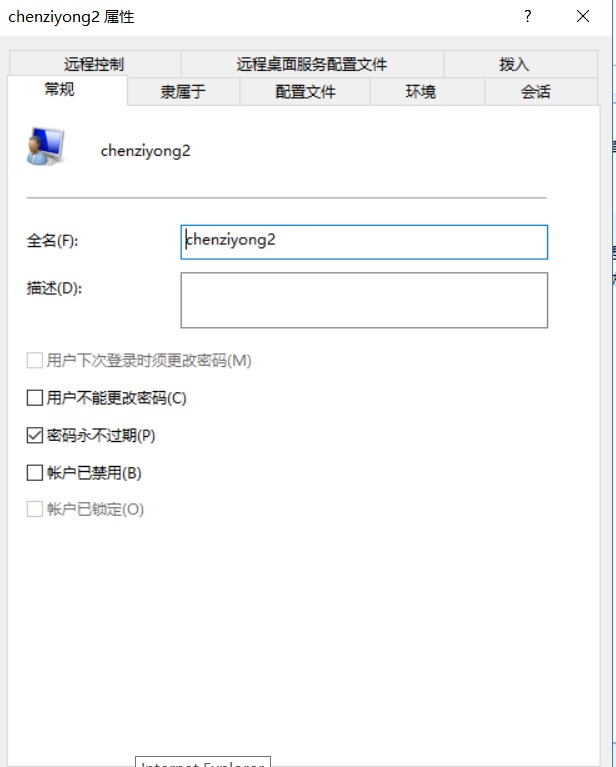 chenziyong2 属性
远程控制 远程桌面服务配置文件 拨入
常规 隶属于 配置文件 环境 会话
chenziyong2
全名(F): chenziyong2
描述(D):
用户下次登录时须更改密码(M)
用户不能更改密码(C)
密码永不过期(P)
帐户已禁用(B)
帐户已锁定(O)
Internet Explorer